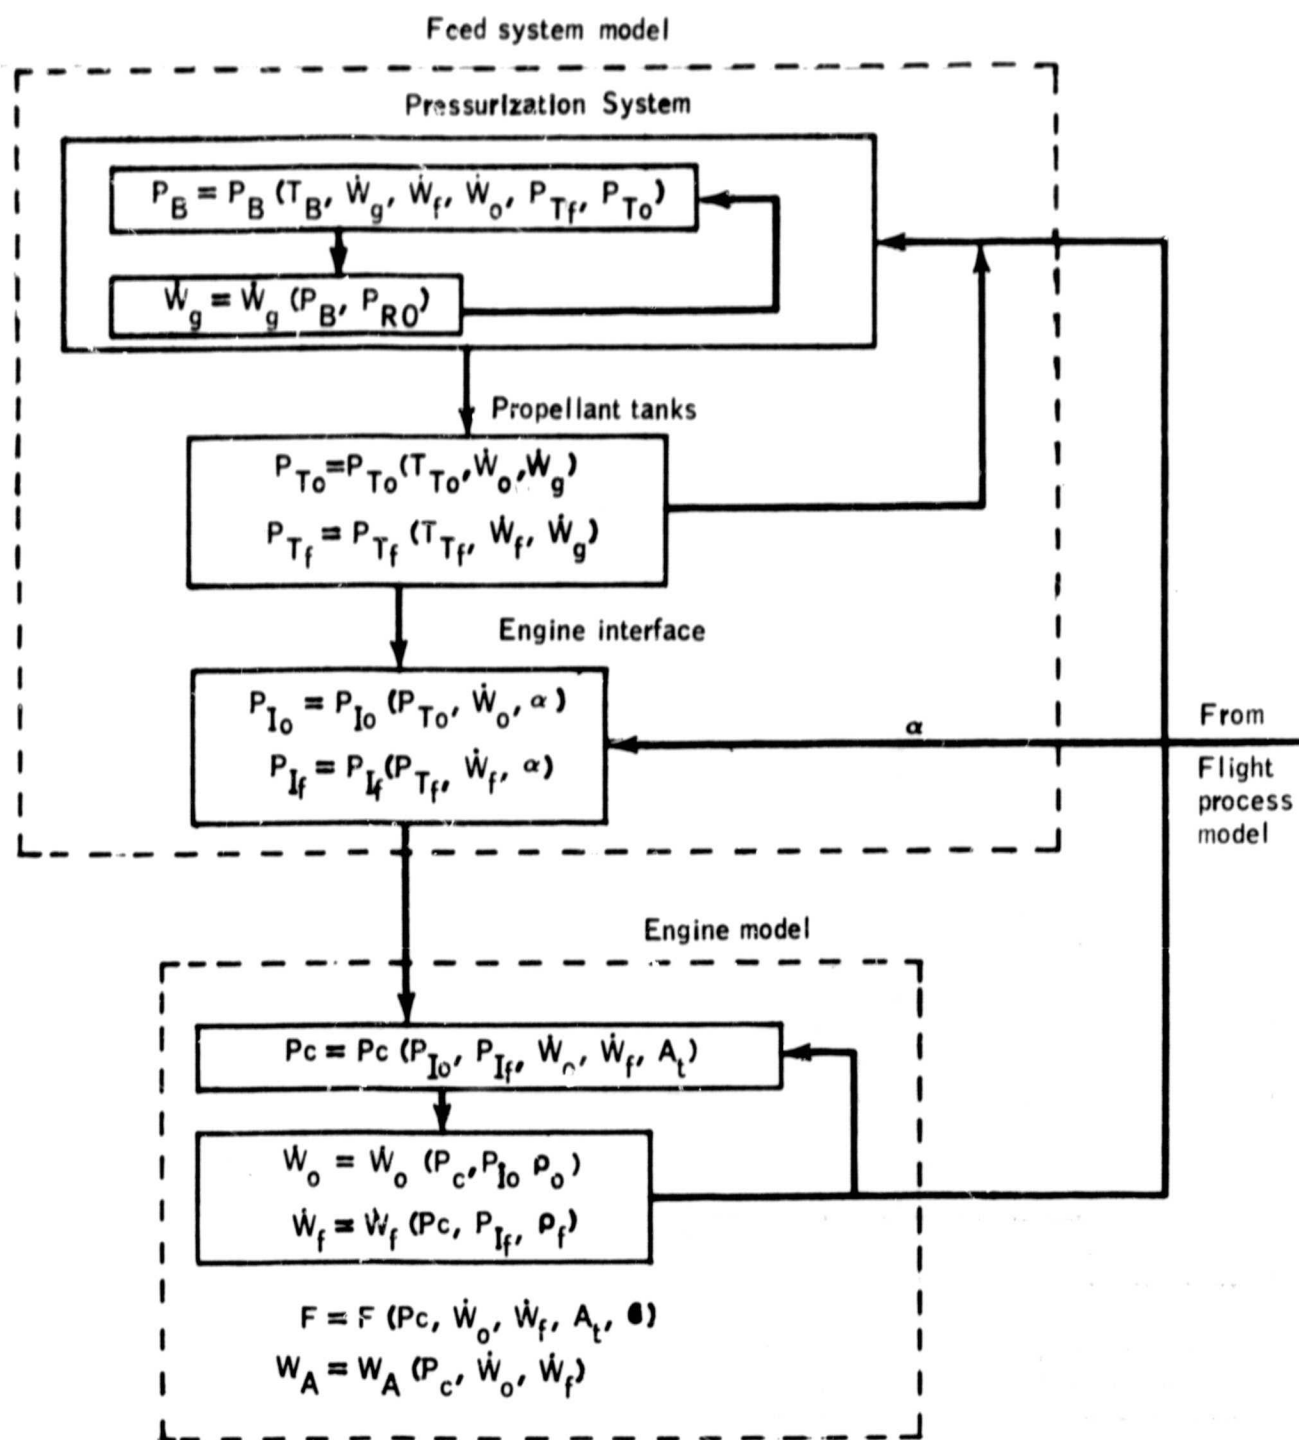 Feed system model
Pressurization System
P_B = P_B (T_B, Ẇ_g, Ẇ_f, Ẇ_o, P_Tf, P_To)
Ẇ_g = Ẇ_g (P_B, P_RO)
Propellant tanks
P_To=P_To(T_To,Ẇ_o,Ẇ_g)
P_Tf = P_Tf (T_Tf, Ẇ_f, Ẇ_g)
Engine interface
P_Io = P_Io (P_To, Ẇ_o, α)
P_If = P_If(P_Tf, Ẇ_f, α)
α
From
Flight
process
model
Engine model
Pc = Pc (P_Io, P_If, Ẇ_o, Ẇ_f, A_t)
Ẇ_o = Ẇ_o (P_c,P_Io ρ_o)
Ẇ_f = Ẇ_f (Pc, P_If, ρ_f)
F = F (Pc, Ẇ_o, Ẇ_f, A_t, )
W_A = W_A (P_c, Ẇ_o, Ẇ_f)